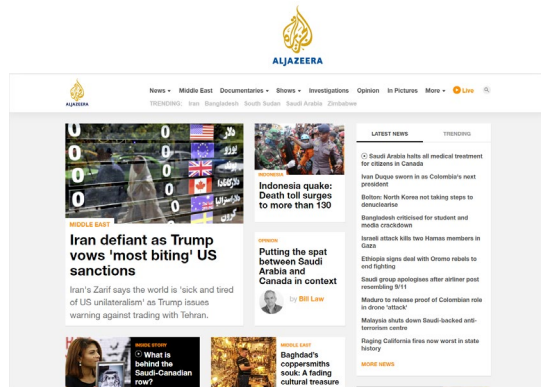 ALJAZEERA
ALJAZEERA
News Middle East Documentaries Shows Investigations Opinion In Pictures More Live
TRENDING: Iran Bangladesh South Sudan Saudi Arabia Zimbabwe
MIDDLE EAST
Iran defiant as Trump
vows 'most biting' US
sanctions
Iran's Zarif says the world is 'sick and tired
of US unilateralism' as Trump issues
warning against trading with Tehran.
INDONESIA
Indonesia quake:
Death toll surges
to more than 130
OPINION
Putting the spat
between Saudi
Arabia and
Canada in context
by Bill Law
INSIDE STORY
What is
behind the
Saudi-Canadian
row?
MIDDLE EAST
Baghdad's
coppersmiths
souk: A fading
cultural treasure
LATEST NEWS TRENDING
Saudi Arabia halts all medical treatment
for citizens in Canada
Ivan Duque sworn in as Colombia's next
president
Bolton: North Korea not taking steps to
denuclearise
Bangladesh criticised for student and
media crackdown
Israeli attack kills two Hamas members in
Gaza
Ethiopia signs deal with Oromo rebels to
end fighting
Saudi group apologises after airliner post
resembling 9/11
Maduro to release proof of Colombian role
in drone 'attack'
Malaysia shuts down Saudi-backed anti-
terrorism centre
Raging California fires now worst in state
history
MORE NEWS